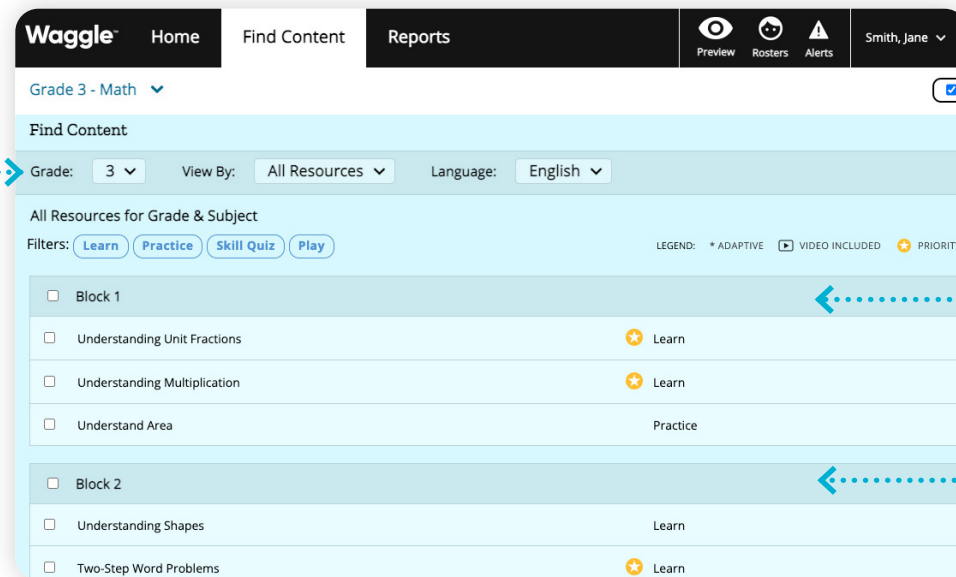 Waggle Home Find Content Reports Preview Rosters Alerts Smith, Jane
Grade 3 - Math
Find Content
Grade: 3 View By: All Resources Language: English
All Resources for Grade & Subject
Filters: Learn Practice Skill Quiz Play LEGEND: * ADAPTIVE VIDEO INCLUDED PRIORIT
Block 1
Understanding Unit Fractions Learn
Understanding Multiplication Learn
Understand Area Practice
Block 2
Understanding Shapes Learn
Two-Step Word Problems Learn